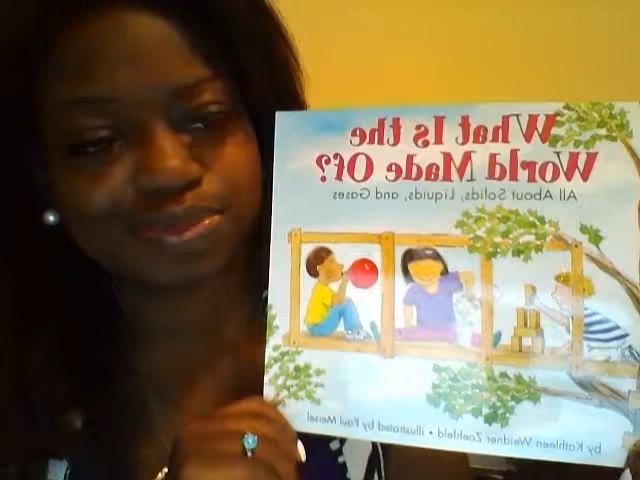 What Is the
World Made Of?
All About Solids, Liquids, and Gases
by Kathleen Weidner Zoehfeld • illustrated by Paul Meisel